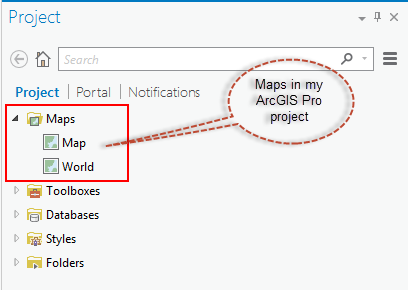 Project
Search
Project | Portal | Notifications
Maps
Map
World
Toolboxes
Databases
Styles
Folders
Maps in my
ArcGIS Pro
project